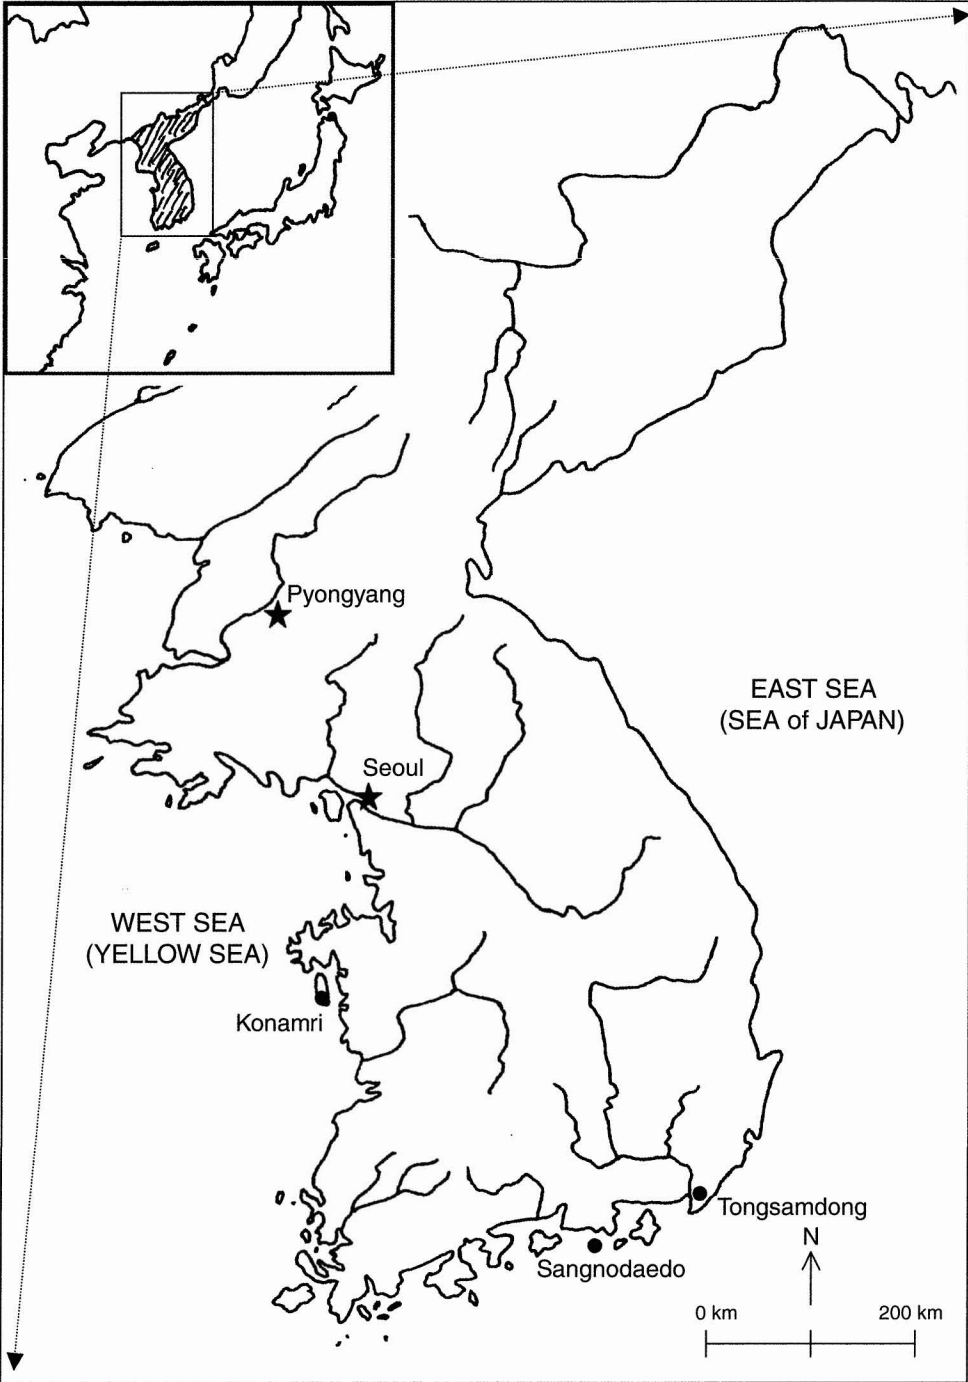 Pyongyang
EAST SEA
(SEA of JAPAN)
Seoul
WEST SEA
(YELLOW SEA)
Konamri
Tongsamdong
N
Sangnodaedo
0 km 200 km